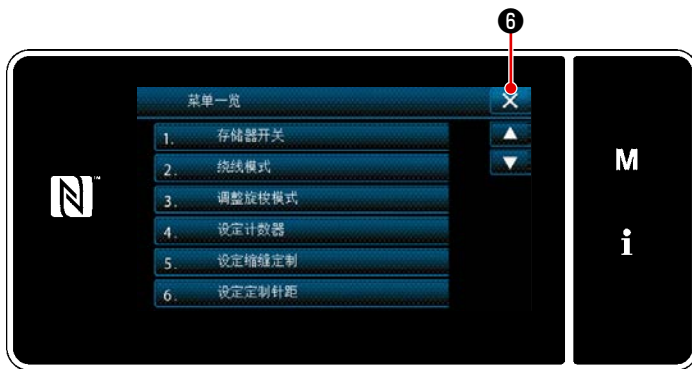 ❻
菜单一览
1. 存储器开关
2. 绕线模式
3. 调整旋梭模式
4. 设定计数器
5. 设定缩缝定制
6. 设定定制针距
M
i